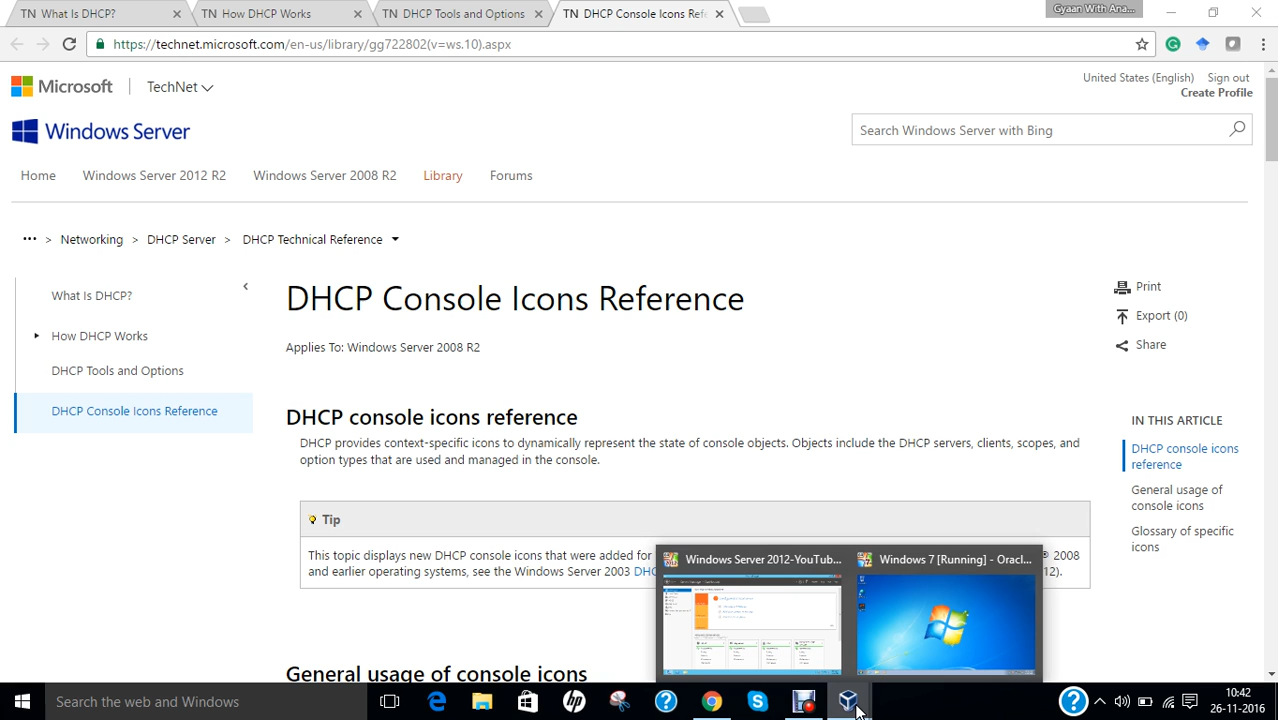 TN What Is DHCP?
TN How DHCP Works
TN DHCP Tools and Options
TN DHCP Console Icons Refe
Gyaan With Ana...
https://technet.microsoft.com/en-us/library/gg722802(v=ws.10).aspx
Microsoft
TechNet
United States (English) Sign out
Create Profile
Windows Server
Search Windows Server with Bing
Home Windows Server 2012 R2 Windows Server 2008 R2 Library Forums
... > Networking > DHCP Server > DHCP Technical Reference
What Is DHCP?
How DHCP Works
DHCP Tools and Options
DHCP Console Icons Reference
DHCP Console Icons Reference
Applies To: Windows Server 2008 R2
DHCP console icons reference
DHCP provides context-specific icons to dynamically represent the state of console objects. Objects include the DHCP servers, clients, scopes, and
option types that are used and managed in the console.
Tip
This topic displays new DHCP console icons that were added for
® 2008
and earlier operating systems, see the Windows Server 2003 DH
12).
General usage of console icons
Print
Export (0)
Share
IN THIS ARTICLE
DHCP console icons
reference
General usage of
console icons
Glossary of specific
icons
Windows Server 2012-YouTub...
Windows 7 [Running] - Oracl...
Search the web and Windows
10:42
26-11-2016